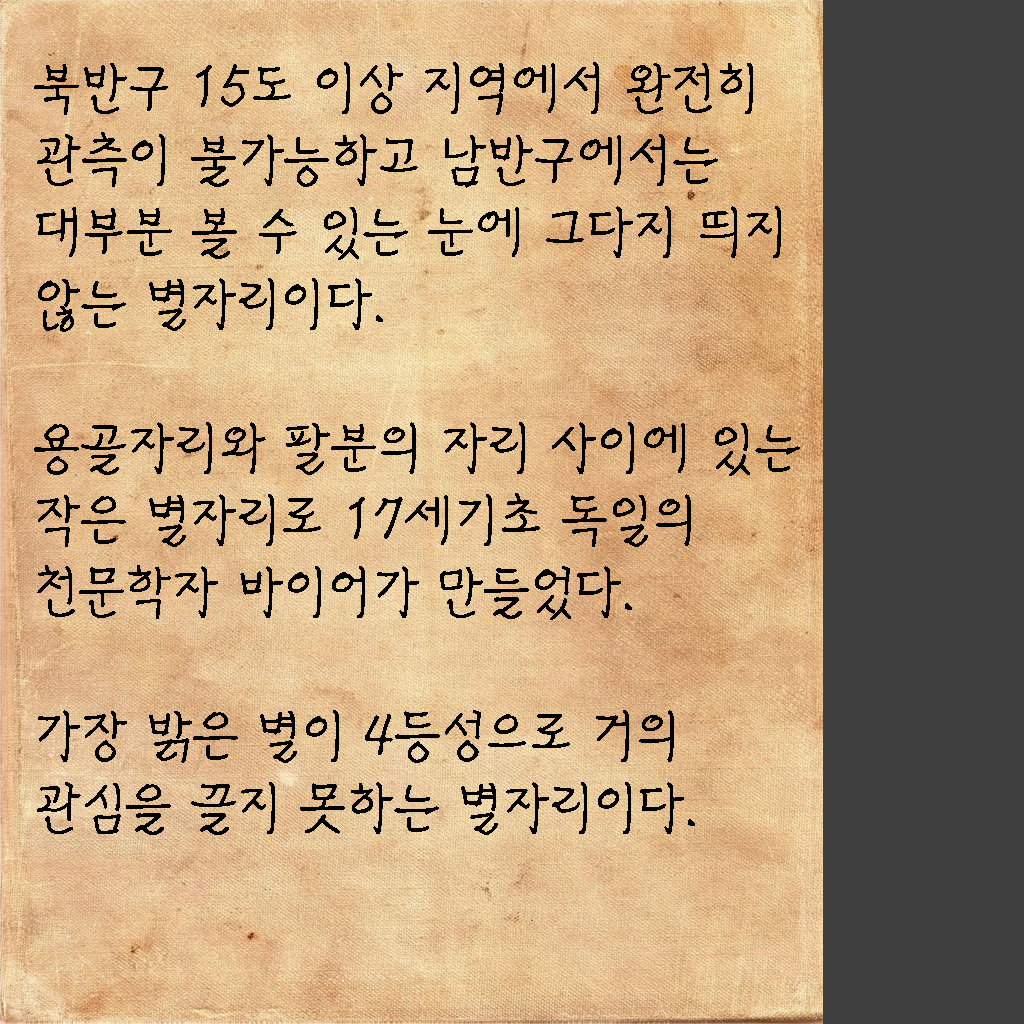 북반구 15도 이상 지역에서 완전히
관측이 불가능하고 남반구에서는
대부분 볼 수 있는 눈에 그다지 띄지
않는 별자리이다.
용골자리와 팔분의 자리 사이에 있는
작은 별자리로 17세기초 독일의
천문학자 바이어가 만들었다.
가장 밝은 별이 4등성으로 거의
관심을 끌지 못하는 별자리이다.